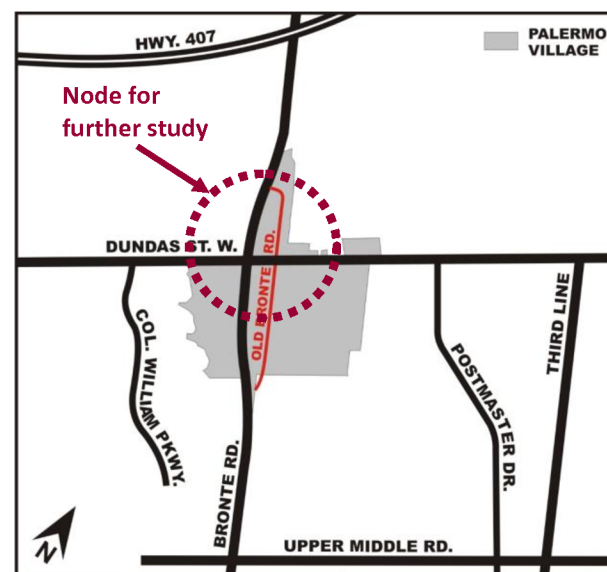 HWY. 407
PALERMO
VILLAGE
Node for
further study
DUNDAS ST. W.
OLD BRONTE RD.
COL. WILLIAM PKWY.
BRONTE RD.
POSTMASTER DR.
THIRD LINE
UPPER MIDDLE RD.
N